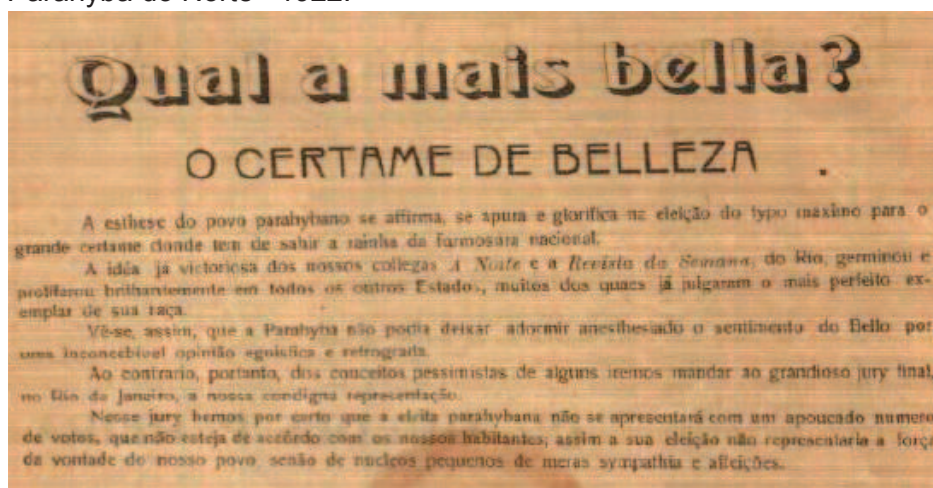 Parahyba do Norte - 1922.
Qual a mais bella?
O CERTAME DE BELLEZA
A esthese do povo parahybano se affirma, se apura e glorifica na eleição do typo maximo para o
grande certame donde tem de sahir a rainha da formosura nacional.
A idéa já victoriosa dos nossos collegas A Noite e a Revista da Semana, do Rio, germinou e
proliferou brilhantemente em todos os outros Estados, muitos dos quaes já julgaram o mais perfeito ex-
emplar de sua raça.
Vê-se, assim, que a Parahyba não podia deixar adormir anesthesiado o sentimento do Bello por
uma inconcebivel opinião egoistica e retrograda.
Ao contrario, portanto, dos conceitos pessimistas de alguns iremos mandar ao grandioso jury final,
no Rio de Janeiro, a nossa condigna representação.
Nesse jury hemos por certo que a eleita parahybana não se apresentará com um apoucado numero
de votos, que não esteja de accôrdo com os nossos habitantes; assim a sua eleição não representaria a força
da vontade do nosso povo senão de nucleos pequenos de meras sympathia e affeições.